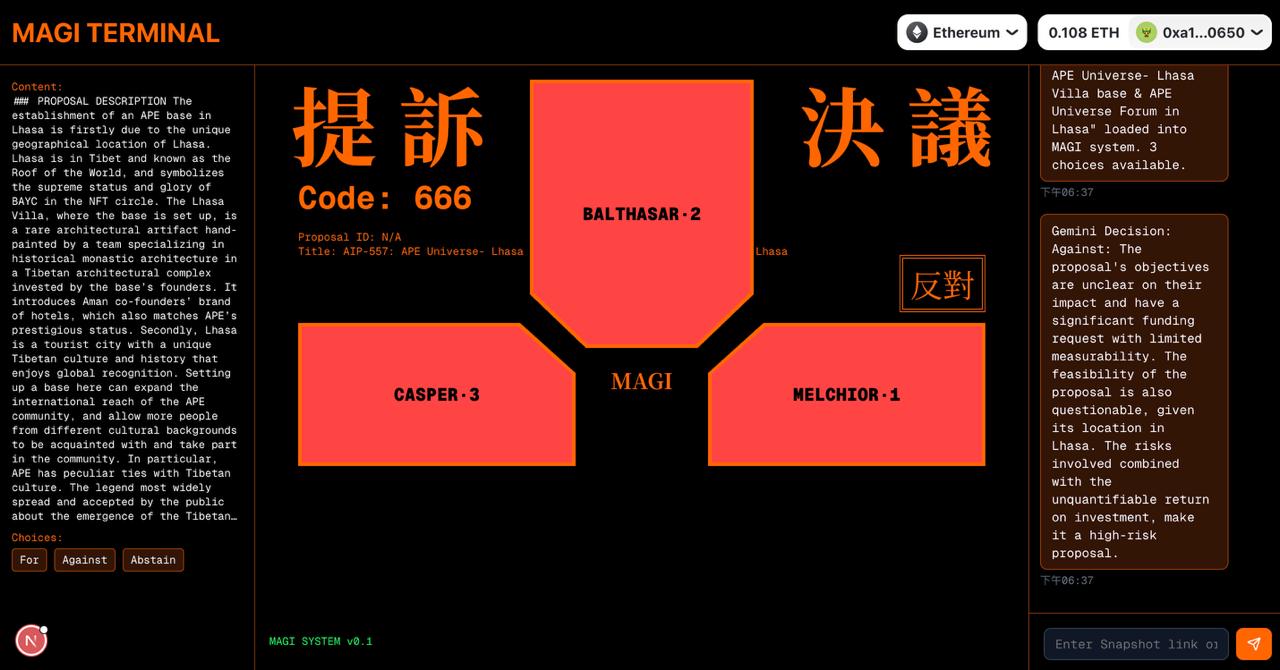 MAGI TERMINAL
Ethereum
0.108 ETH
0xa1...0650
Content:
### PROPOSAL DESCRIPTION The
establishment of an APE base in
Lhasa is firstly due to the unique
geographical location of Lhasa.
Lhasa is in Tibet and known as the
Roof of the World, and symbolizes
the supreme status and glory of
BAYC in the NFT circle. The Lhasa
Villa, where the base is set up, is
a rare architectural artifact hand-
painted by a team specializing in
historical monastic architecture in
a Tibetan architectural complex
invested by the base's founders. It
introduces Aman co-founders' brand
of hotels, which also matches APE's
prestigious status. Secondly, Lhasa
is a tourist city with a unique
Tibetan culture and history that
enjoys global recognition. Setting
up a base here can expand the
international reach of the APE
community, and allow more people
from different cultural backgrounds
to be acquainted with and take part
in the community. In particular,
APE has peculiar ties with Tibetan
culture. The legend most widely
spread and accepted by the public
about the emergence of the Tibetan…
Choices:
For
Against
Abstain
N
提訴
Code: 666
Proposal ID: N/A
Title: AIP-557: APE Universe- Lhasa
Lhasa
決議
反對
BALTHASAR·2
CASPER·3
MAGI
MELCHIOR·1
MAGI SYSTEM v0.1
APE Universe- Lhasa
Villa base & APE
Universe Forum in
Lhasa" loaded into
MAGI system. 3
choices available.
下午06:37
Gemini Decision:
Against: The
proposal's objectives
are unclear on their
impact and have a
significant funding
request with limited
measurability. The
feasibility of the
proposal is also
questionable, given
its location in
Lhasa. The risks
involved combined
with the
unquantifiable return
on investment, make
it a high-risk
proposal.
下午06:37
Enter Snapshot link or